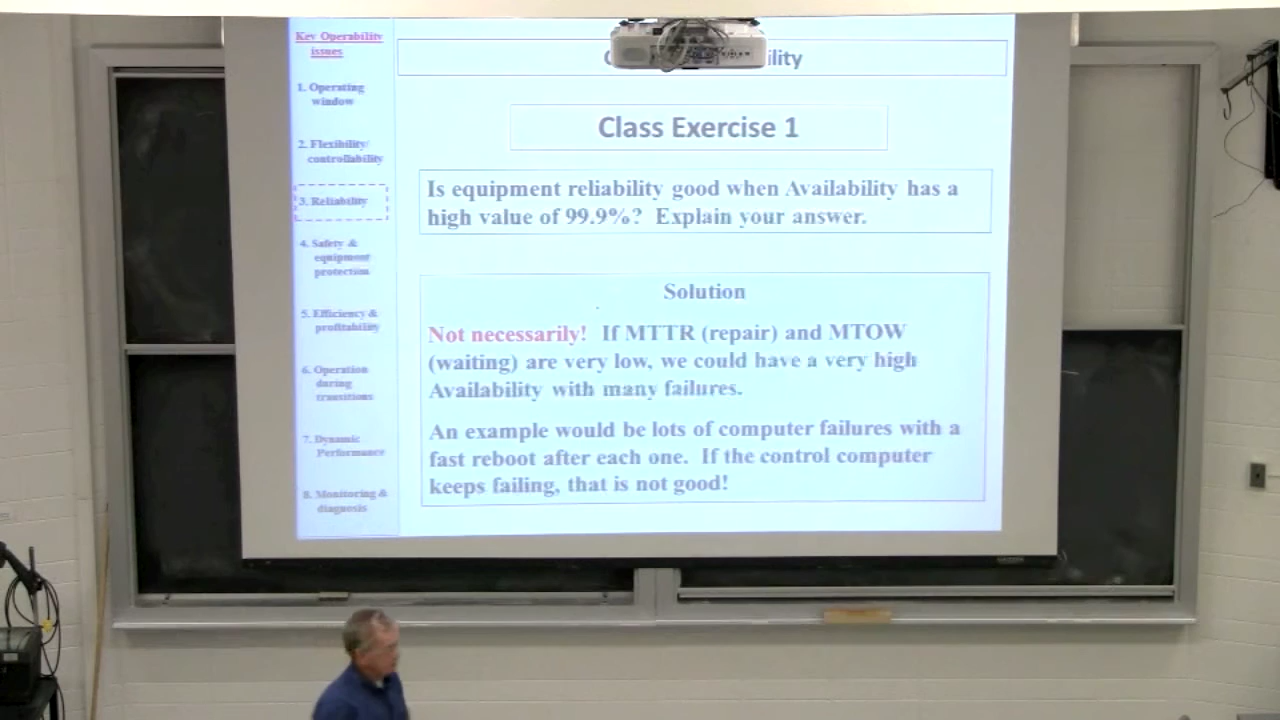 Key Operability
issues
1. Operating
window
2. Flexibility/
controllability
3. Reliability
4. Safety &
equipment
protection
5. Efficiency &
profitability
6. Operation
during
transitions
7. Dynamic
Performance
8. Monitoring &
diagnosis
Class Exercise 1
Is equipment reliability good when Availability has a
high value of 99.9%? Explain your answer.
Solution
Not necessarily! If MTTR (repair) and MTOW
(waiting) are very low, we could have a very high
Availability with many failures.
An example would be lots of computer failures with a
fast reboot after each one. If the control computer
keeps failing, that is not good!